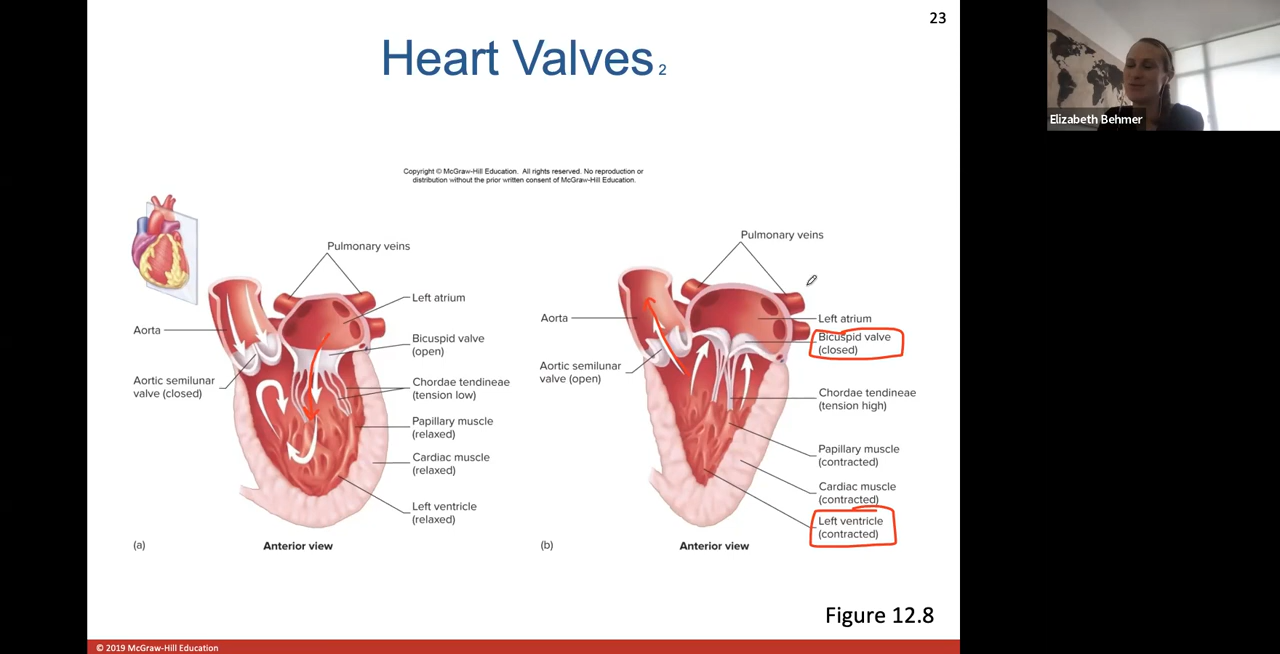 23
Heart Valves 2
Elizabeth Behmer
Copyright © McGraw-Hill Education. All rights reserved. No reproduction or
distribution without the prior written consent of McGraw-Hill Education.
Pulmonary veins
Left atrium
Aorta
Bicuspid valve
(open)
Aortic semilunar
valve (closed)
Chordae tendineae
(tension low)
Papillary muscle
(relaxed)
Cardiac muscle
(relaxed)
Left ventricle
(relaxed)
(a)
Anterior view
Pulmonary veins
Aorta
Left atrium
Bicuspid valve
(closed)
Aortic semilunar
valve (open)
Chordae tendineae
(tension high)
Papillary muscle
(contracted)
Cardiac muscle
(contracted)
Left ventricle
(contracted)
(b)
Anterior view
Figure 12.8
© 2019 McGraw-Hill Education